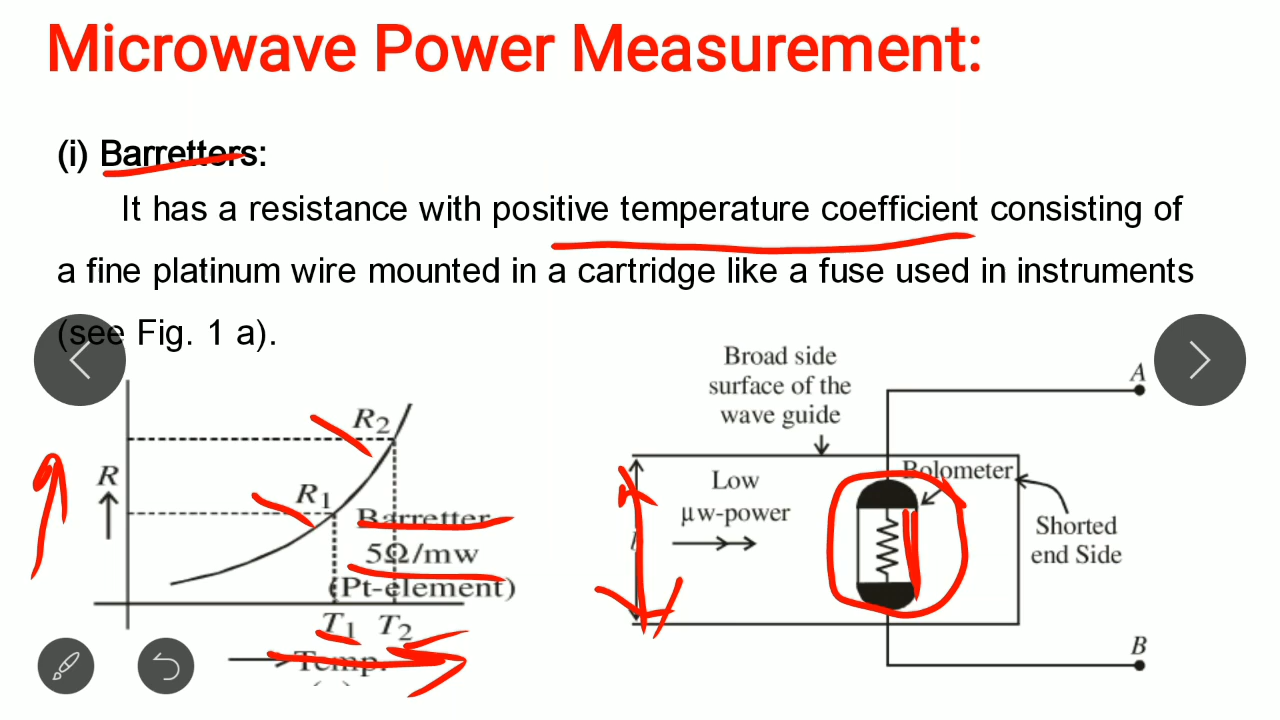 Microwave Power Measurement:
(i) Barretters:
It has a resistance with positive temperature coefficient consisting of
a fine platinum wire mounted in a cartridge like a fuse used in instruments
(see Fig. 1 a).
R
R2
R1
Barretter
5Ω/mw
(Pt-element)
T1 T2
Temp.
Broad side
surface of the
wave guide
A
Low
μw-power
Bolometer
Shorted
end Side
B